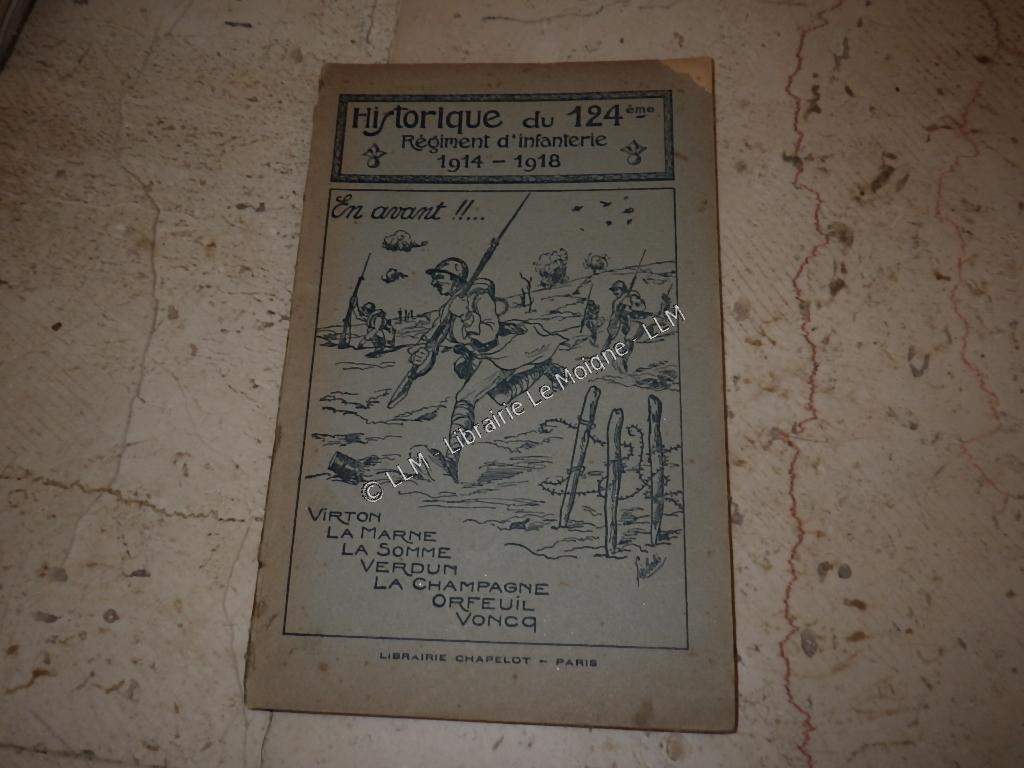 Historique du 124ème
Régiment d'infanterie
1914 - 1918
En avant !!...
© LLM - Librairie Le Moigne - LLM
VIRTON
LA MARNE
LA SOMME
VERDUN
LA CHAMPAGNE
ORFEUIL
VONCQ
LIBRAIRIE CHAPELOT - PARIS